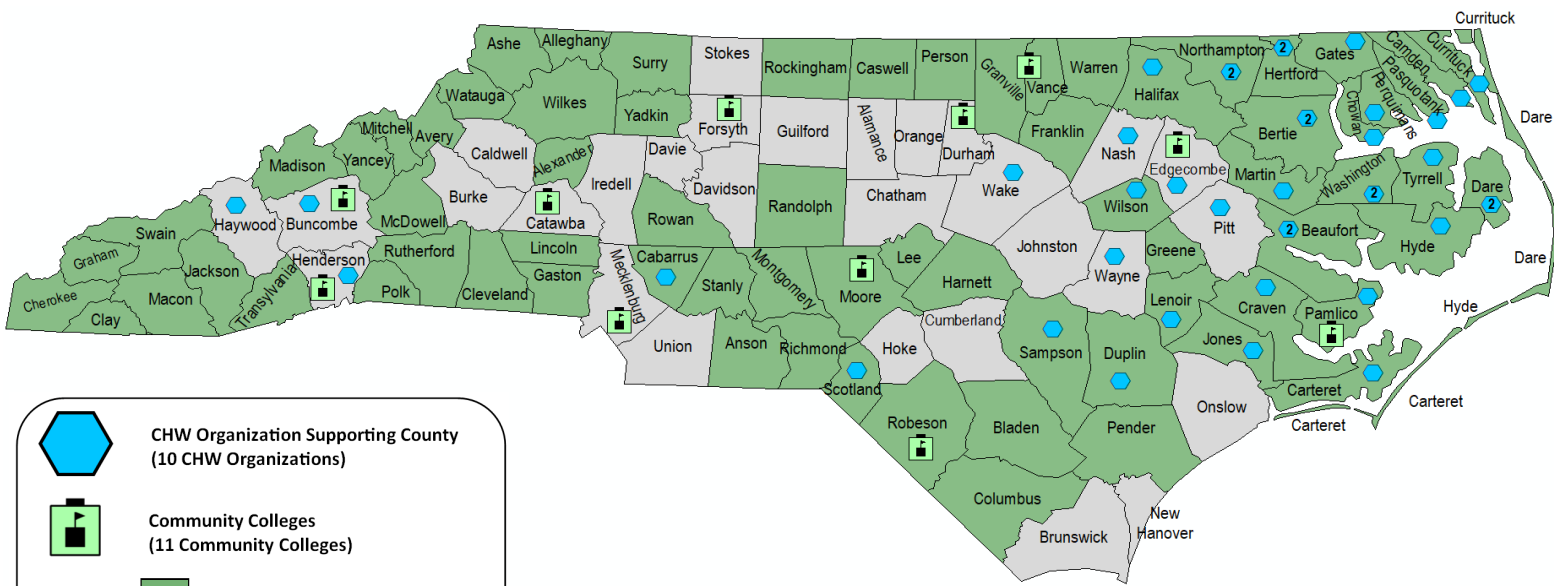 Currituck
Ashe
Alleghany
Surry
Stokes
Rockingham
Caswell
Person
Granville
Vance
Warren
Northampton
2
2
Halifax
Hertford
Gates
Camden
Currituck
Pasquotank
Perquimans
Chowan
Watauga
Wilkes
Yadkin
Forsyth
Guilford
Alamance
Orange
Durham
Franklin
Nash
Edgecombe
Bertie
2
Dare
Mitchell
Avery
Madison
Yancey
Caldwell
Alexander
Iredell
Davie
Davidson
Randolph
Chatham
Wake
Wilson
Martin
Washington
2
Tyrrell
Dare
2
Haywood
Buncombe
McDowell
Burke
Catawba
Rowan
Johnston
Pitt
2
Beaufort
Hyde
Dare
Swain
Graham
Cherokee
Clay
Macon
Jackson
Transylvania
Henderson
Rutherford
Polk
Cleveland
Lincoln
Gaston
Mecklenburg
Cabarrus
Stanly
Montgomery
Moore
Lee
Harnett
Wayne
Greene
Lenoir
Craven
Pamlico
Hyde
Union
Anson
Richmond
Scotland
Hoke
Cumberland
Sampson
Duplin
Jones
Carteret
Carteret
Carteret
Onslow
Robeson
Bladen
Pender
Columbus
Brunswick
New
Hanover
CHW Organization Supporting County
(10 CHW Organizations)
Community Colleges
(11 Community Colleges)